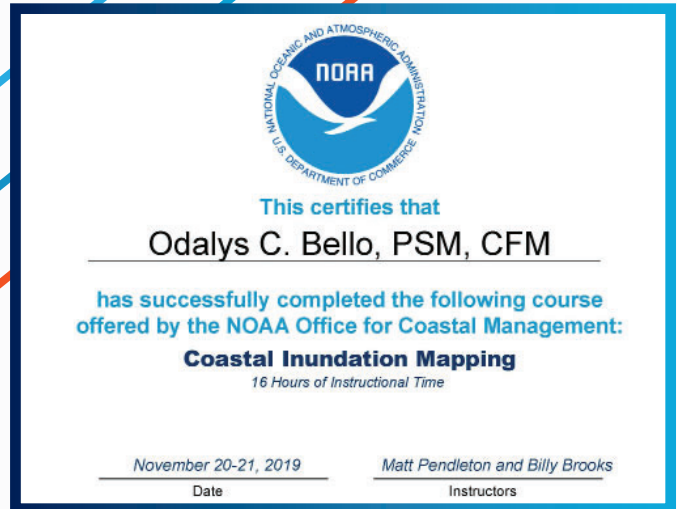 NATIONAL OCEANIC AND ATMOSPHERIC ADMINISTRATION
NOAA
U.S. DEPARTMENT OF COMMERCE
This certifies that
Odalys C. Bello, PSM, CFM
has successfully completed the following course
offered by the NOAA Office for Coastal Management:
Coastal Inundation Mapping
16 Hours of Instructional Time
November 20-21, 2019 Matt Pendleton and Billy Brooks
Date Instructors